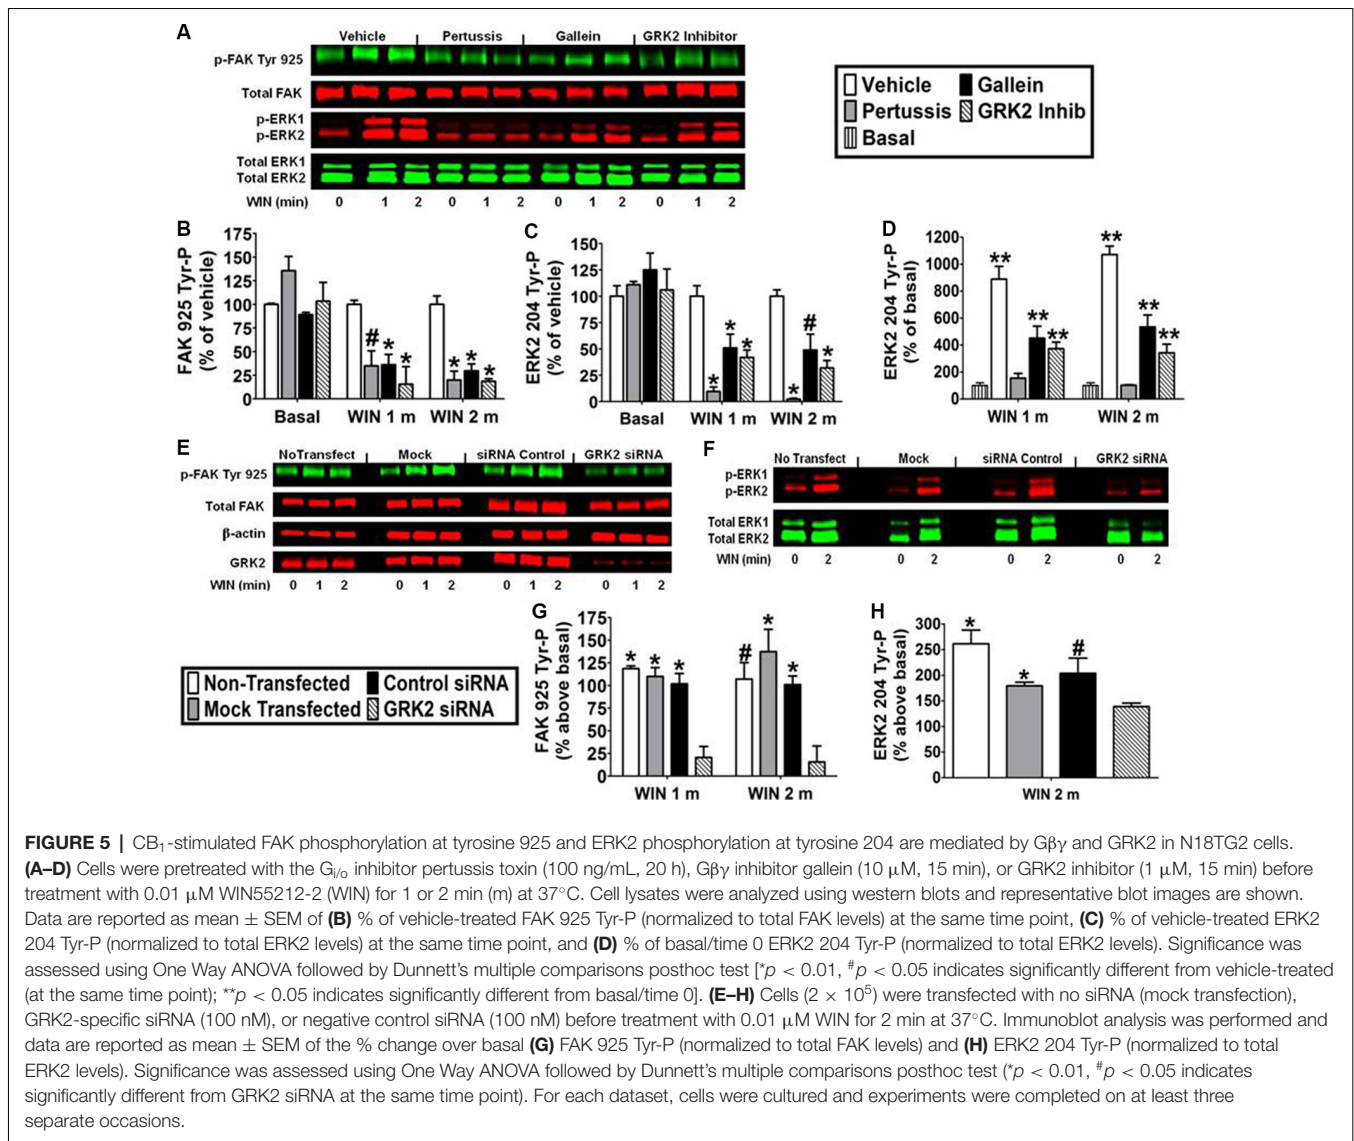 A
Vehicle Pertussis Gallein GRK2 Inhibitor
p-FAK Tyr 925
Total FAK
p-ERK1
p-ERK2
Total ERK1
Total ERK2
WIN (min) 0 1 2 0 1 2 0 1 2 0 1 2
Vehicle Gallein
Pertussis GRK2 Inhib
Basal
B
FAK 925 Tyr-P
(% of vehicle)
175
150
125
100
75
50
25
0
# * *
* * *
Basal WIN 1 m WIN 2 m
C
ERK2 204 Tyr-P
(% of vehicle)
150
125
100
75
50
25
0
* * *
* # *
Basal WIN 1 m WIN 2 m
D
ERK2 204 Tyr-P
(% of basal)
1200
1000
800
600
400
200
0
** ** **
** ** **
WIN 1 m WIN 2 m
E
NoTransfect Mock siRNA Control GRK2 siRNA
p-FAK Tyr 925
Total FAK
β-actin
GRK2
WIN (min) 0 1 2 0 1 2 0 1 2 0 1 2
F
No Transfect Mock siRNA Control GRK2 siRNA
p-ERK1
p-ERK2
Total ERK1
Total ERK2
WIN (min) 0 2 0 2 0 2 0 2
Non-Transfected Control siRNA
Mock Transfected GRK2 siRNA
G
FAK 925 Tyr-P
(% above basal)
175
150
125
100
75
50
25
0
* * *
# * *
WIN 1 m WIN 2 m
H
ERK2 204 Tyr-P
(% above basal)
300
250
200
150
100
50
0
* * #
WIN 2 m
FIGURE 5 | CB₁-stimulated FAK phosphorylation at tyrosine 925 and ERK2 phosphorylation at tyrosine 204 are mediated by Gβγ and GRK2 in N18TG2 cells.
(A–D) Cells were pretreated with the Gi/o inhibitor pertussis toxin (100 ng/mL, 20 h), Gβγ inhibitor gallein (10 μM, 15 min), or GRK2 inhibitor (1 μM, 15 min) before
treatment with 0.01 μM WIN55212-2 (WIN) for 1 or 2 min (m) at 37°C. Cell lysates were analyzed using western blots and representative blot images are shown.
Data are reported as mean ± SEM of (B) % of vehicle-treated FAK 925 Tyr-P (normalized to total FAK levels) at the same time point, (C) % of vehicle-treated ERK2
204 Tyr-P (normalized to total ERK2 levels) at the same time point, and (D) % of basal/time 0 ERK2 204 Tyr-P (normalized to total ERK2 levels). Significance was
assessed using One Way ANOVA followed by Dunnett's multiple comparisons posthoc test [*p < 0.01, #p < 0.05 indicates significantly different from vehicle-treated
(at the same time point); **p < 0.05 indicates significantly different from basal/time 0]. (E–H) Cells (2 × 10⁵) were transfected with no siRNA (mock transfection),
GRK2-specific siRNA (100 nM), or negative control siRNA (100 nM) before treatment with 0.01 μM WIN for 2 min at 37°C. Immunoblot analysis was performed and
data are reported as mean ± SEM of the % change over basal (G) FAK 925 Tyr-P (normalized to total FAK levels) and (H) ERK2 204 Tyr-P (normalized to total
ERK2 levels). Significance was assessed using One Way ANOVA followed by Dunnett's multiple comparisons posthoc test (*p < 0.01, #p < 0.05 indicates
significantly different from GRK2 siRNA at the same time point). For each dataset, cells were cultured and experiments were completed on at least three
separate occasions.